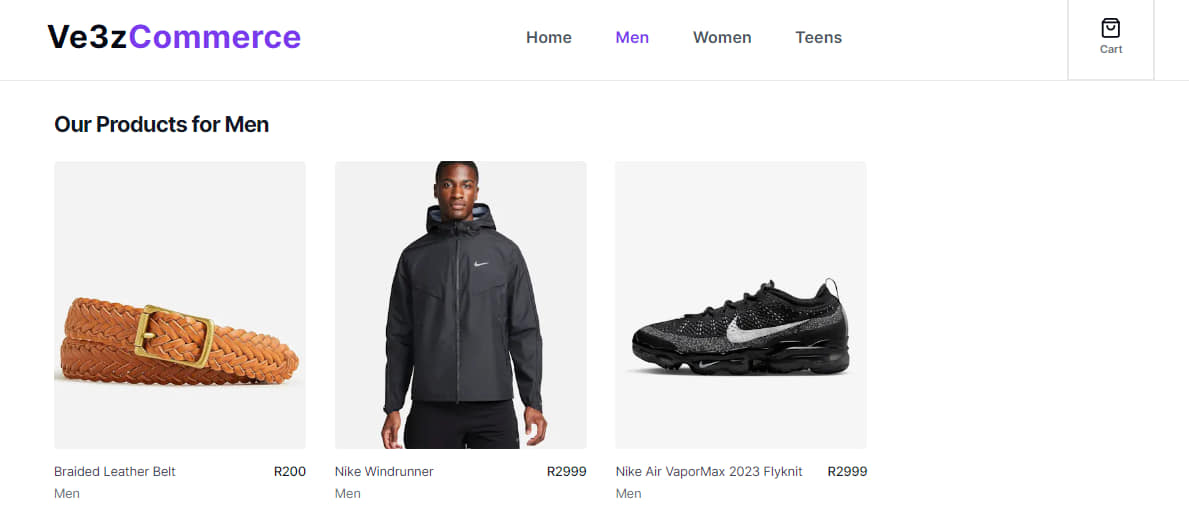 Ve3zCommerce
Home Men Women Teens
Cart
Our Products for Men
Braided Leather Belt R200
Men
Nike Windrunner R2999
Men
Nike Air VaporMax 2023 Flyknit R2999
Men